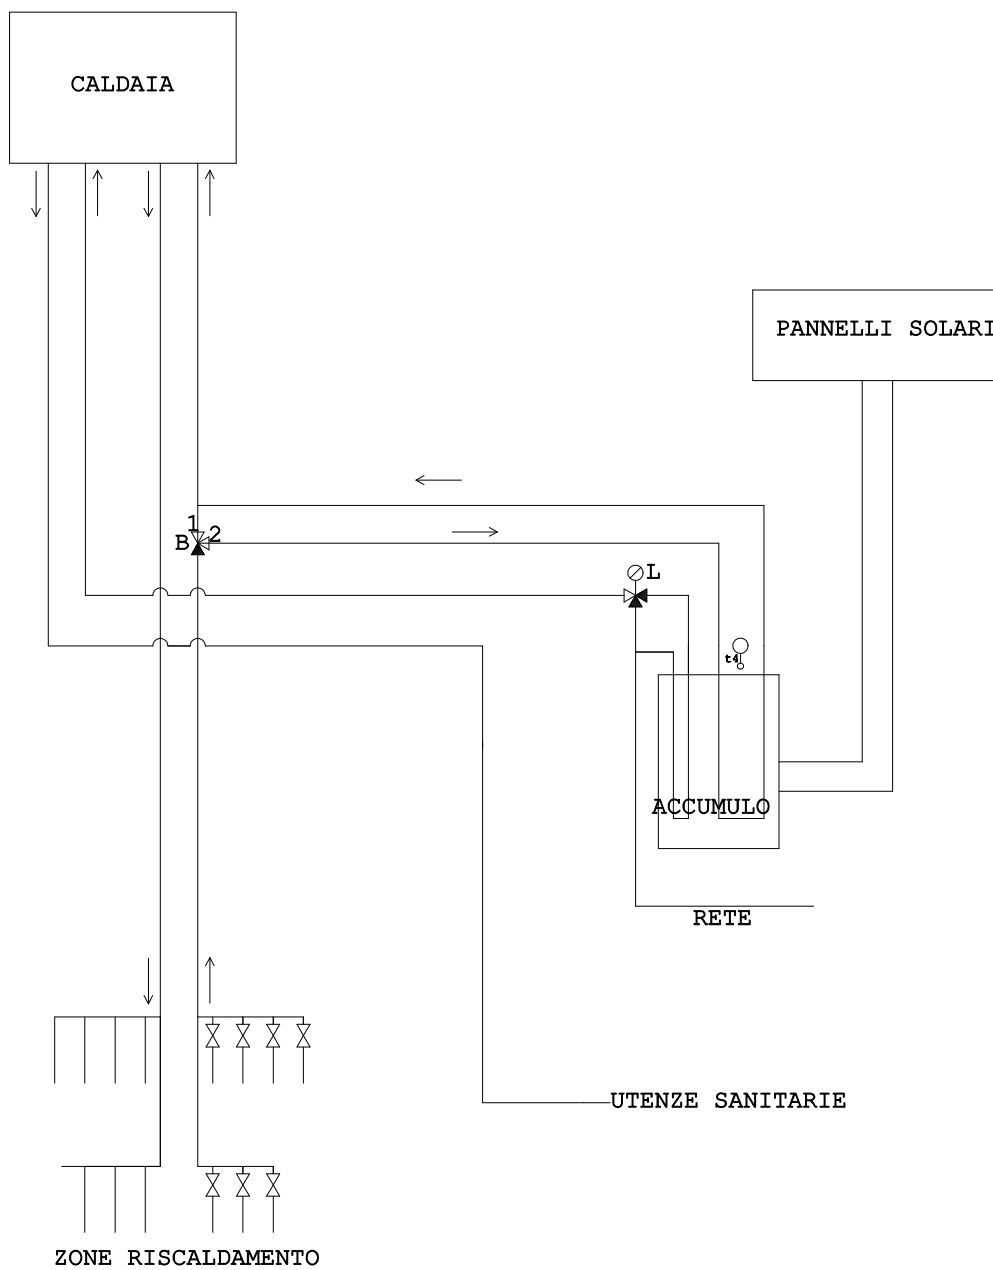 CALDAIA
PANNELLI SOLARI
1
B 2
L
t4
ACCUMULO
RETE
UTENZE SANITARIE
ZONE RISCALDAMENTO